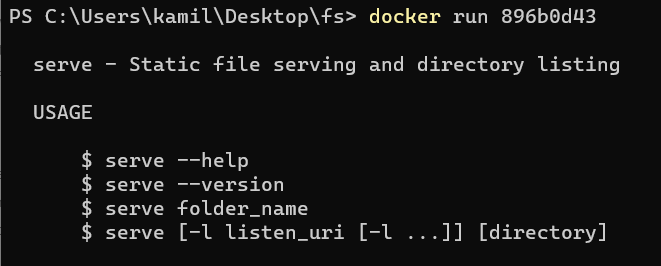 PS C:\Users\kamil\Desktop\fs> docker run 896b0d43
serve - Static file serving and directory listing
USAGE
$ serve --help
$ serve --version
$ serve folder_name
$ serve [-l listen_uri [-l ...]] [directory]